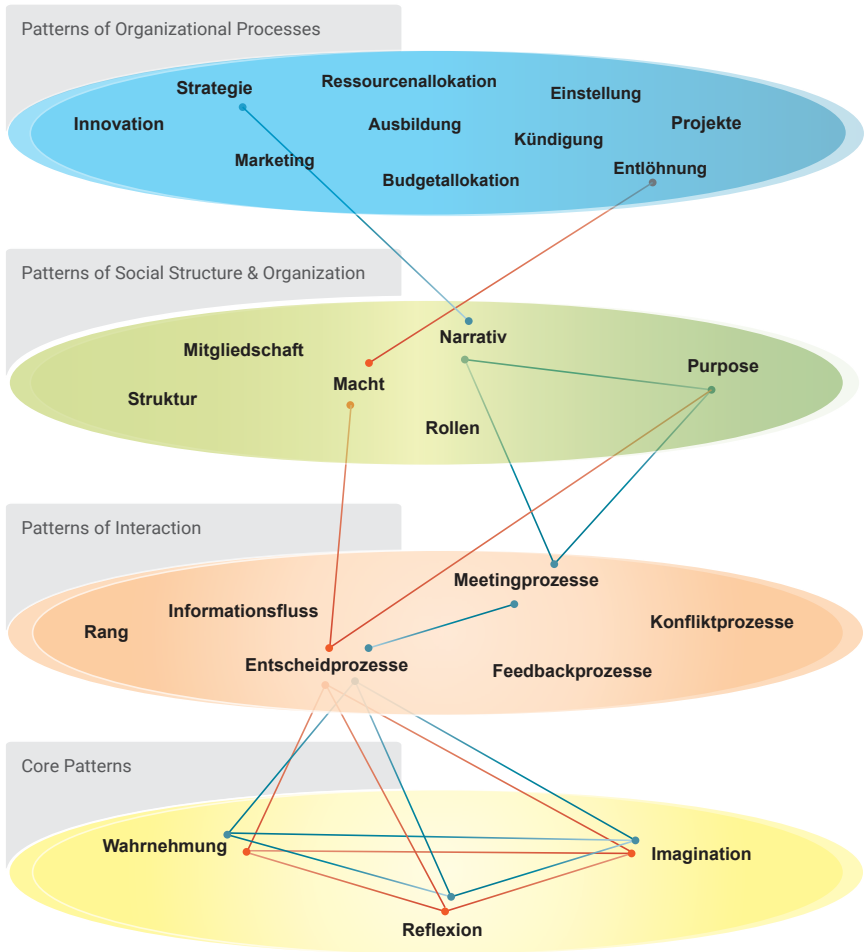 Patterns of Organizational Processes
Strategie
Ressourcenallokation
Einstellung
Innovation
Ausbildung
Kündigung
Projekte
Marketing
Budgetallokation
Entlöhnung
Patterns of Social Structure & Organization
Mitgliedschaft
Narrativ
Purpose
Struktur
Macht
Rollen
Patterns of Interaction
Meetingprozesse
Informationsfluss
Rang
Konfliktprozesse
Entscheidprozesse
Feedbackprozesse
Core Patterns
Wahrnehmung
Imagination
Reflexion